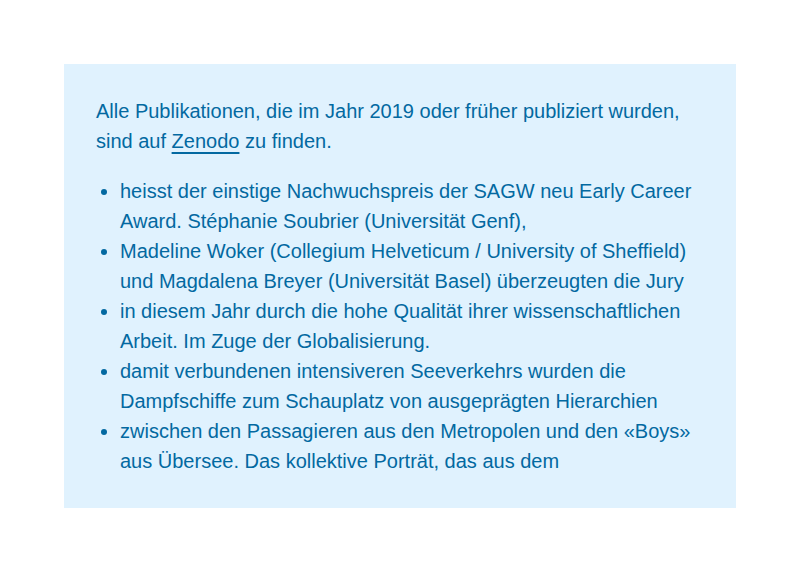 Alle Publikationen, die im Jahr 2019 oder früher publiziert wurden,
sind auf Zenodo zu finden.
• heisst der einstige Nachwuchspreis der SAGW neu Early Career
Award. Stéphanie Soubrier (Universität Genf),
• Madeline Woker (Collegium Helveticum / University of Sheffield)
und Magdalena Breyer (Universität Basel) überzeugten die Jury
• in diesem Jahr durch die hohe Qualität ihrer wissenschaftlichen
Arbeit. Im Zuge der Globalisierung.
• damit verbundenen intensiveren Seeverkehrs wurden die
Dampfschiffe zum Schauplatz von ausgeprägten Hierarchien
• zwischen den Passagieren aus den Metropolen und den «Boys»
aus Übersee. Das kollektive Porträt, das aus dem